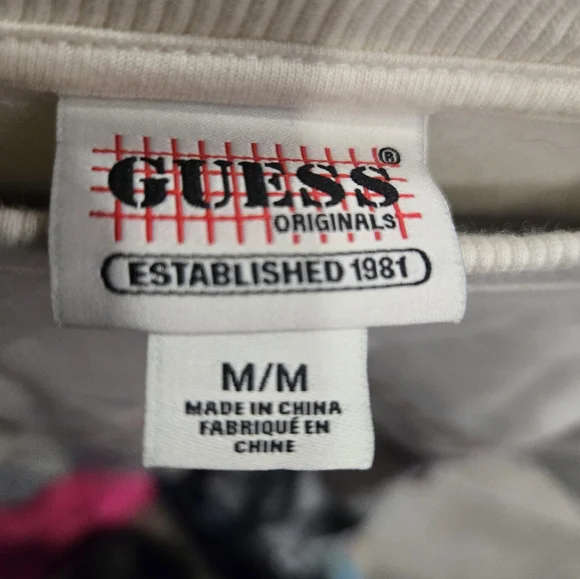 GUESS®
ORIGINALS
ESTABLISHED 1981
M/M
MADE IN CHINA
FABRIQUÉ EN
CHINE